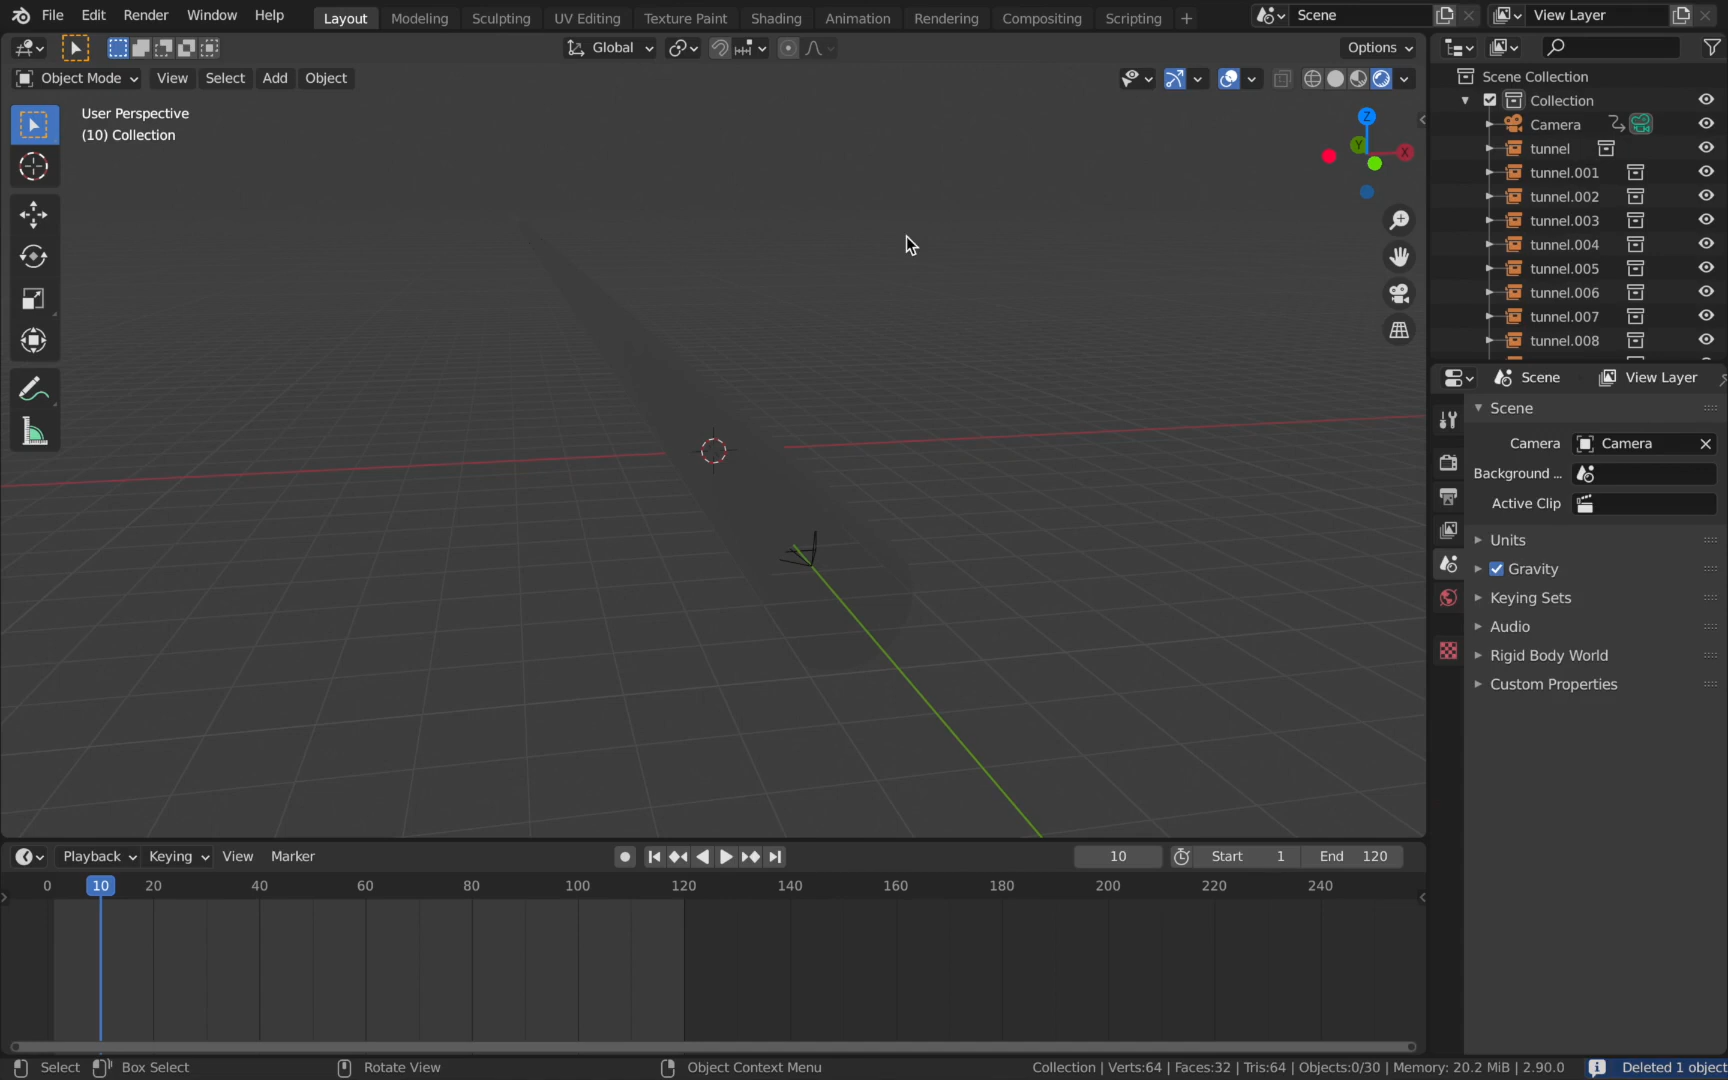 File Edit Render Window Help Layout Modeling Sculpting UV Editing Texture Paint Shading Animation Rendering Compositing Scripting + Scene View Layer
Global Options
Object Mode View Select Add Object
User Perspective
(10) Collection
Z
Y
X
Scene Collection
Collection
Camera
tunnel
tunnel.001
tunnel.002
tunnel.003
tunnel.004
tunnel.005
tunnel.006
tunnel.007
tunnel.008
Scene View Layer
Scene
Camera Camera
Background ...
Active Clip
Units
Gravity
Keying Sets
Audio
Rigid Body World
Custom Properties
Playback Keying View Marker 10 Start 1 End 120
0 10 20 40 60 80 100 120 140 160 180 200 220 240
Select Box Select Rotate View Object Context Menu Collection | Verts:64 | Faces:32 | Tris:64 | Objects:0/30 | Memory: 20.2 MiB | 2.90.0 Deleted 1 object